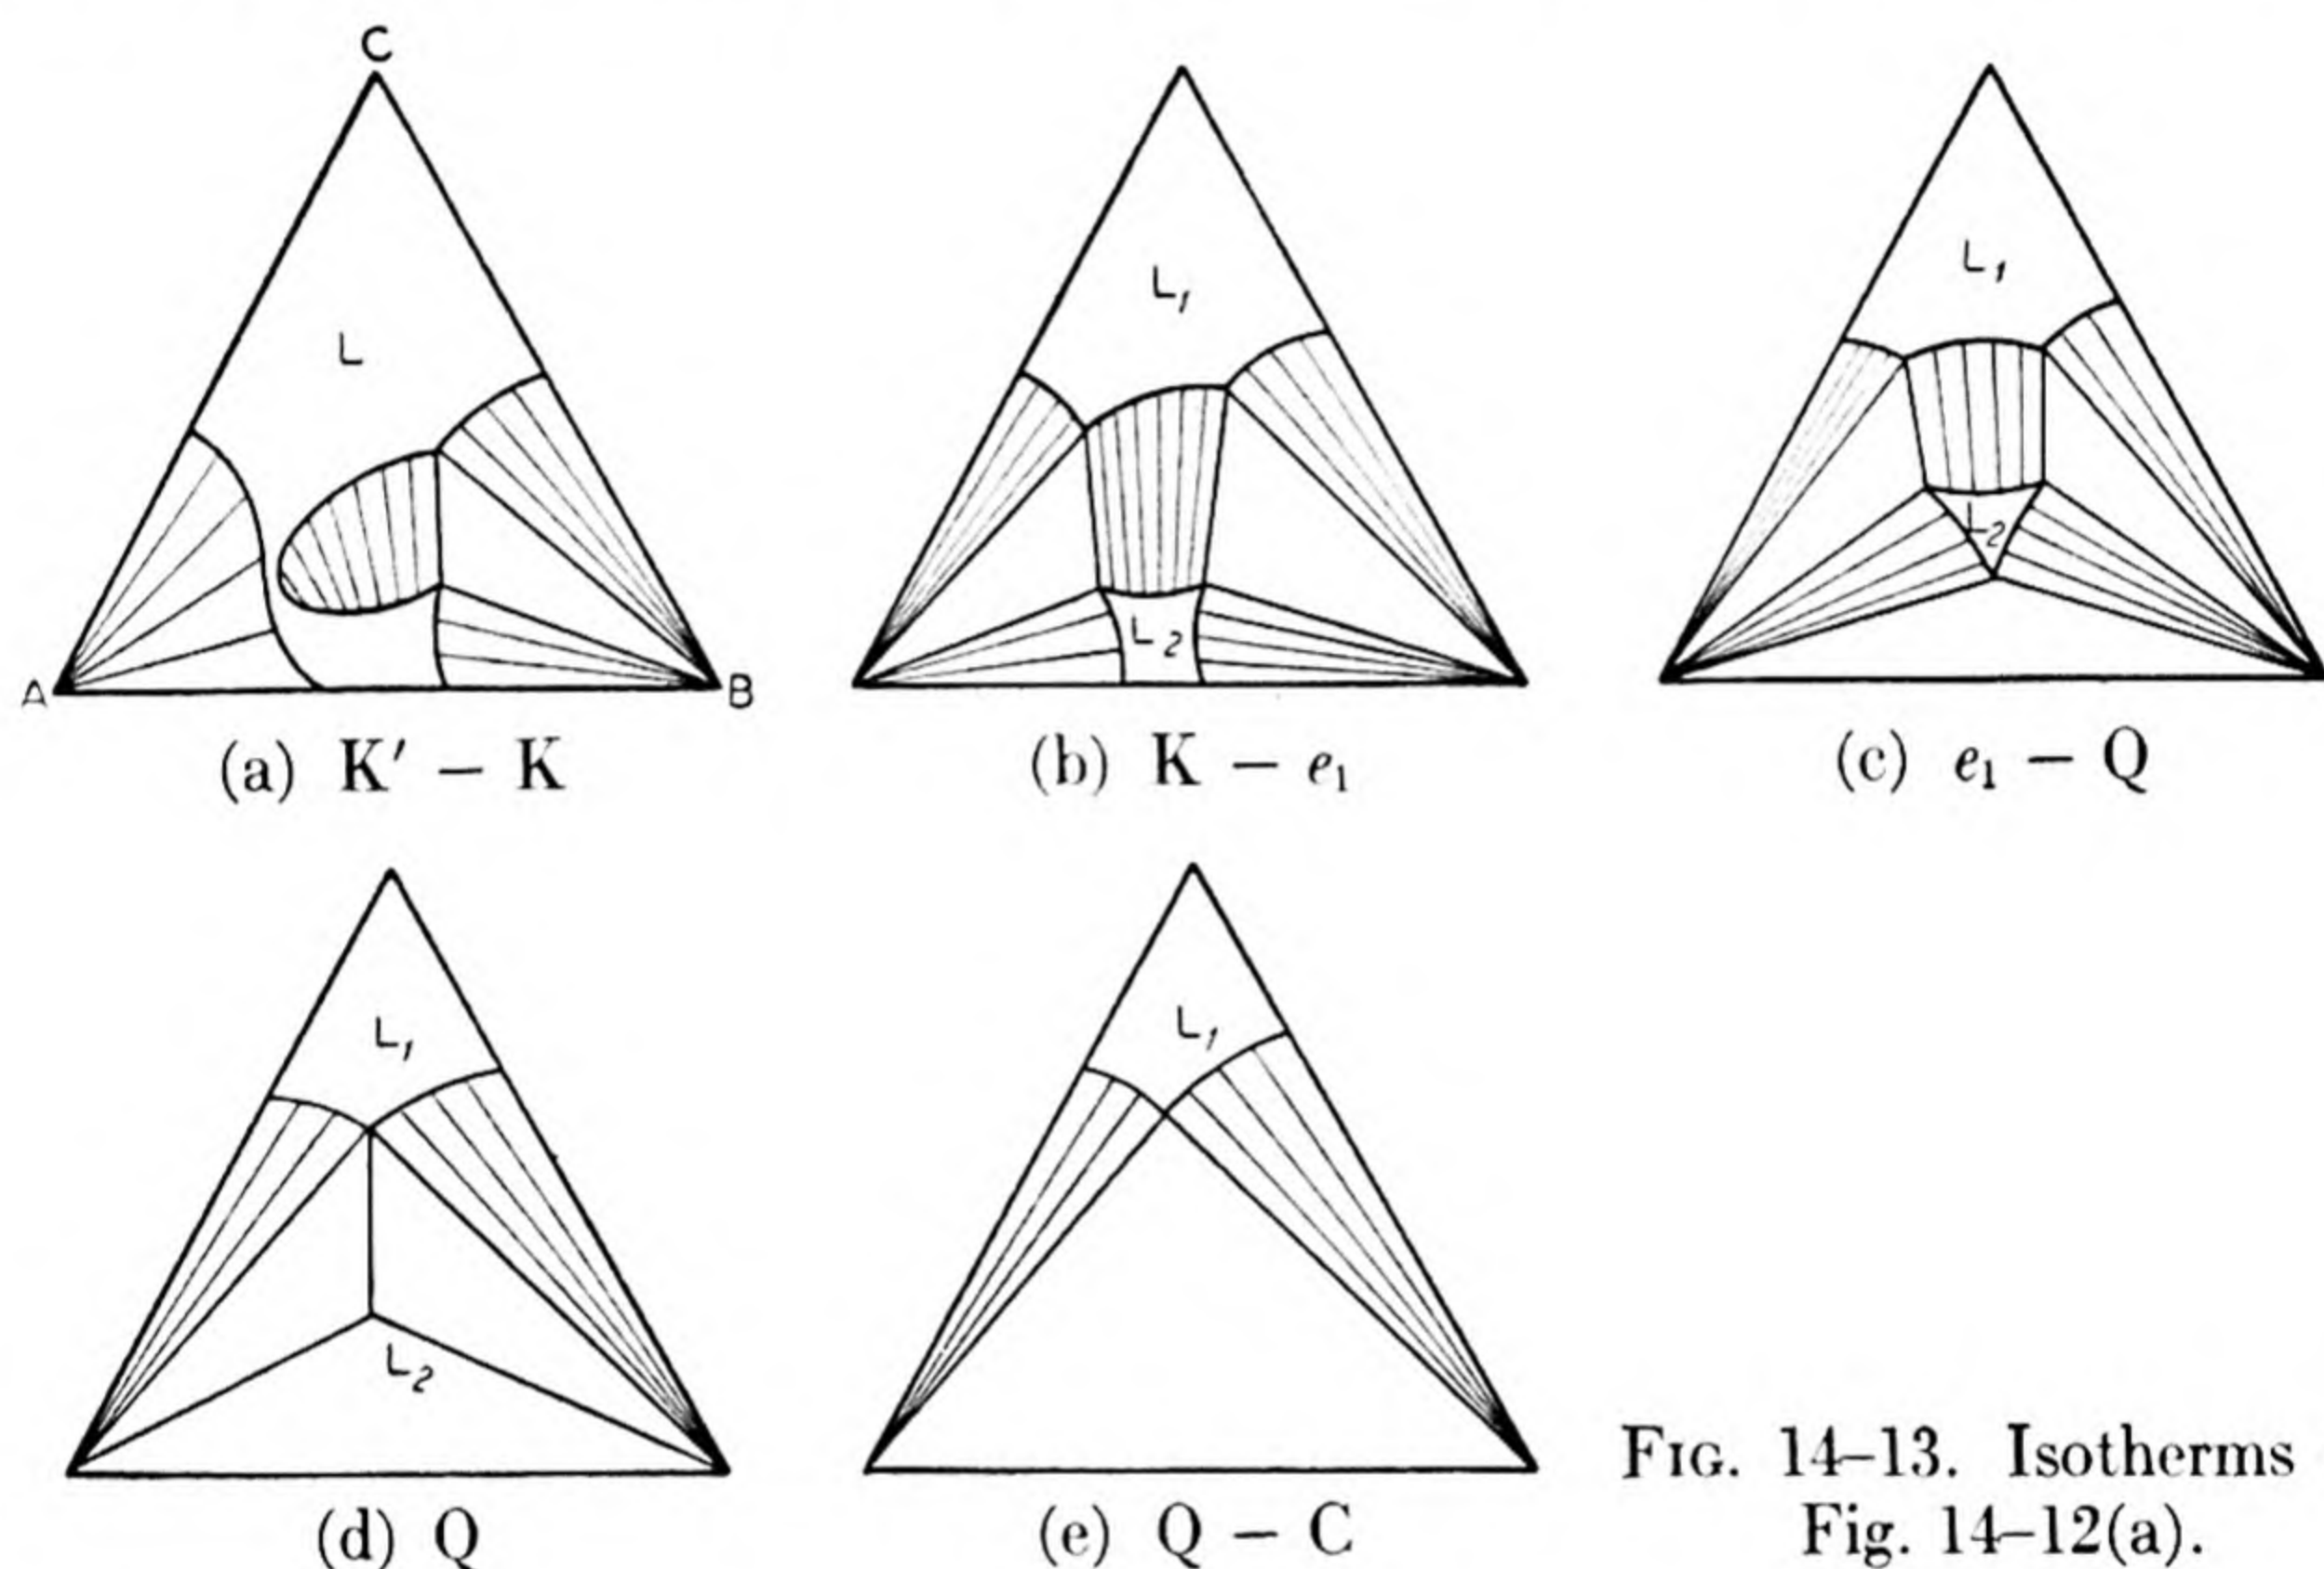 C
L
A
B
(a) K′ – K
L₁
L₂
(b) K – e₁
L₁
L₂
(c) e₁ – Q
L₁
L₂
(d) Q
L₁
(e) Q – C
FIG. 14–13. Isotherms
Fig. 14–12(a).